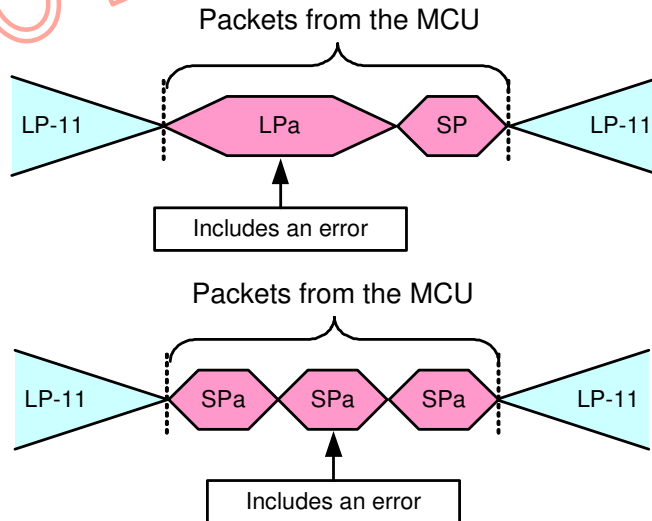 Packets from the MCU
LP-11 LPa SP LP-11
Includes an error
Packets from the MCU
LP-11 SPa SPa SPa LP-11
Includes an error